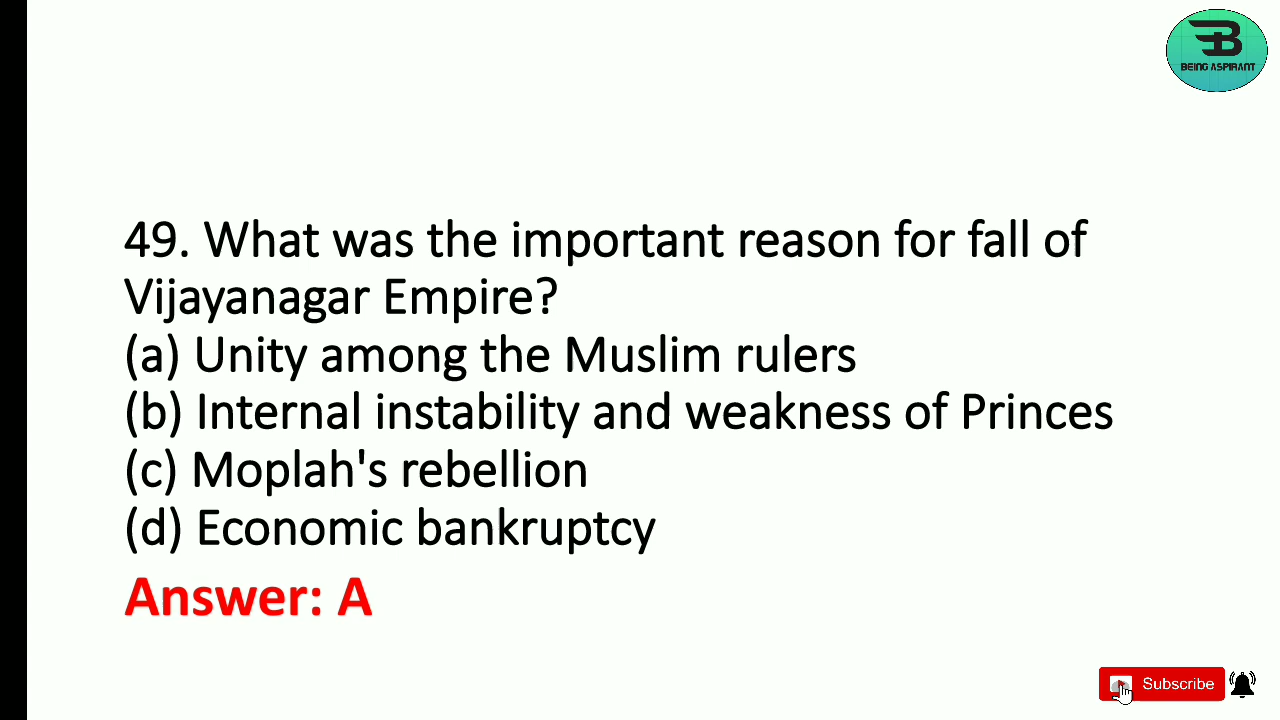 BEING ASPIRANT
49. What was the important reason for fall of
Vijayanagar Empire?
(a) Unity among the Muslim rulers
(b) Internal instability and weakness of Princes
(c) Moplah's rebellion
(d) Economic bankruptcy
Answer: A
Subscribe